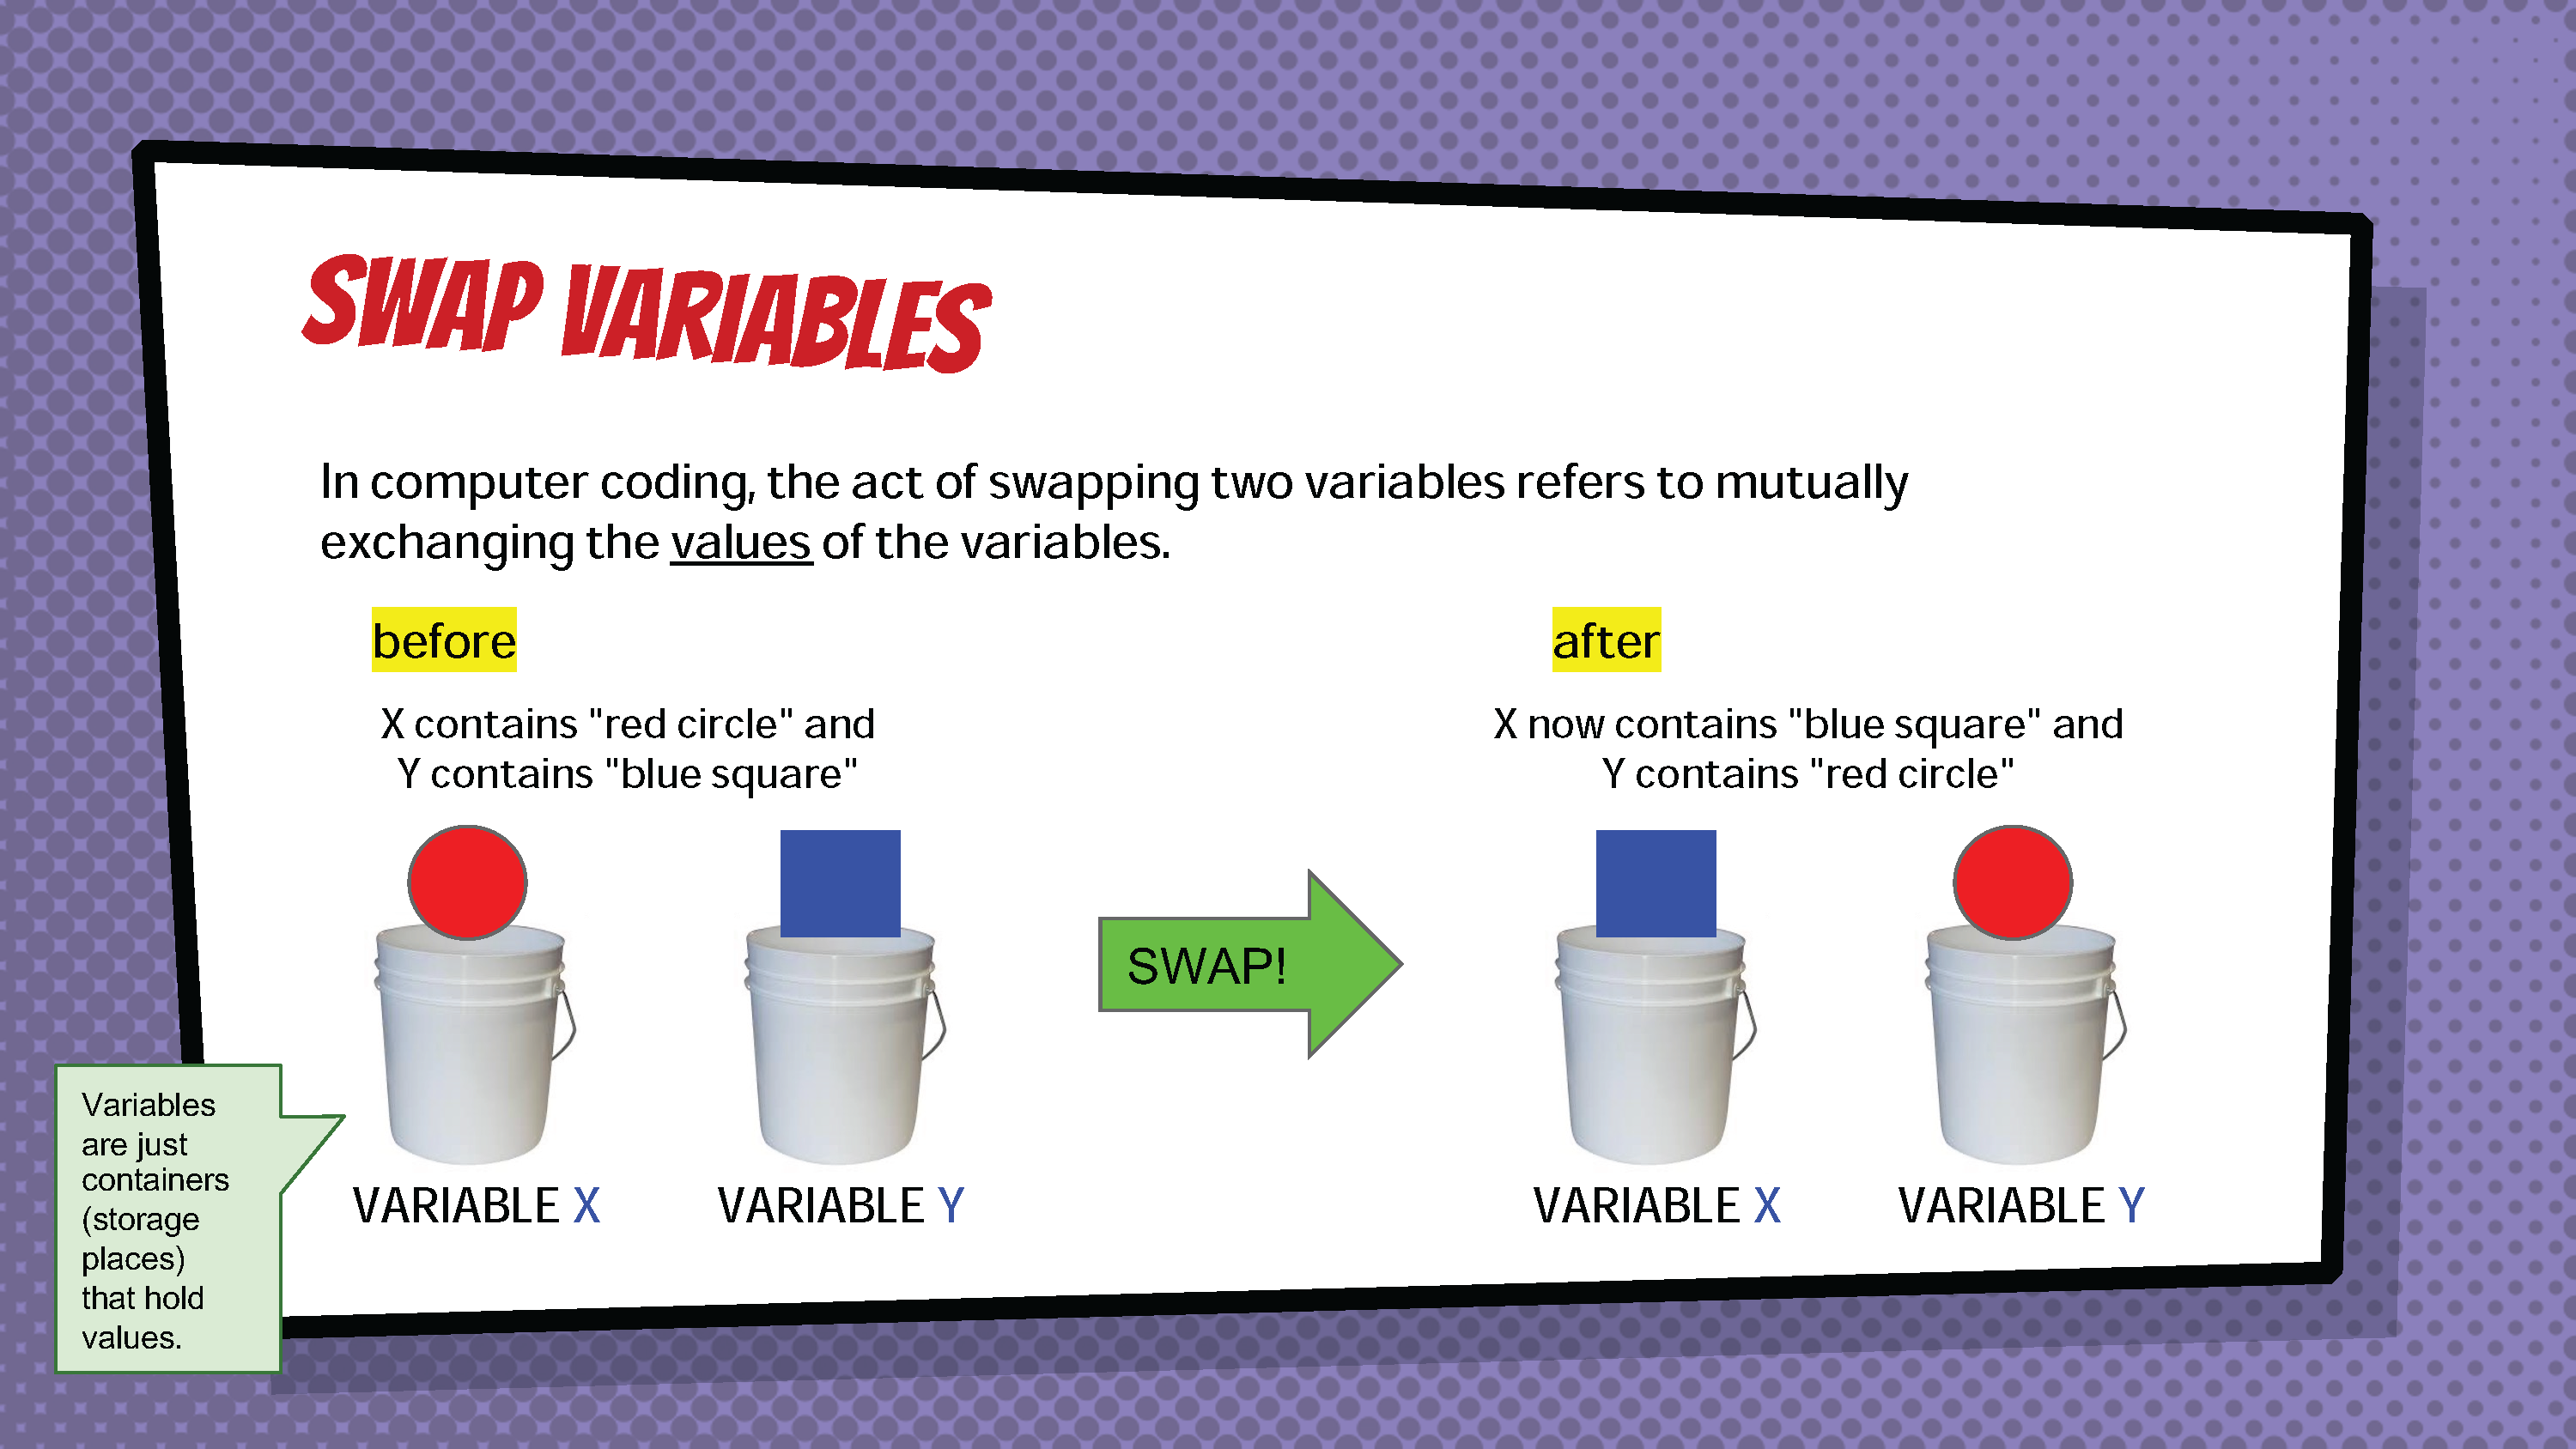 SWAP VARIABLES
In computer coding, the act of swapping two variables refers to mutually
exchanging the values of the variables.
before
X contains "red circle" and
Y contains "blue square"
after
X now contains "blue square" and
Y contains "red circle"
SWAP!
Variables
are just
containers
(storage
places)
that hold
values.
VARIABLE X
VARIABLE Y
VARIABLE X
VARIABLE Y